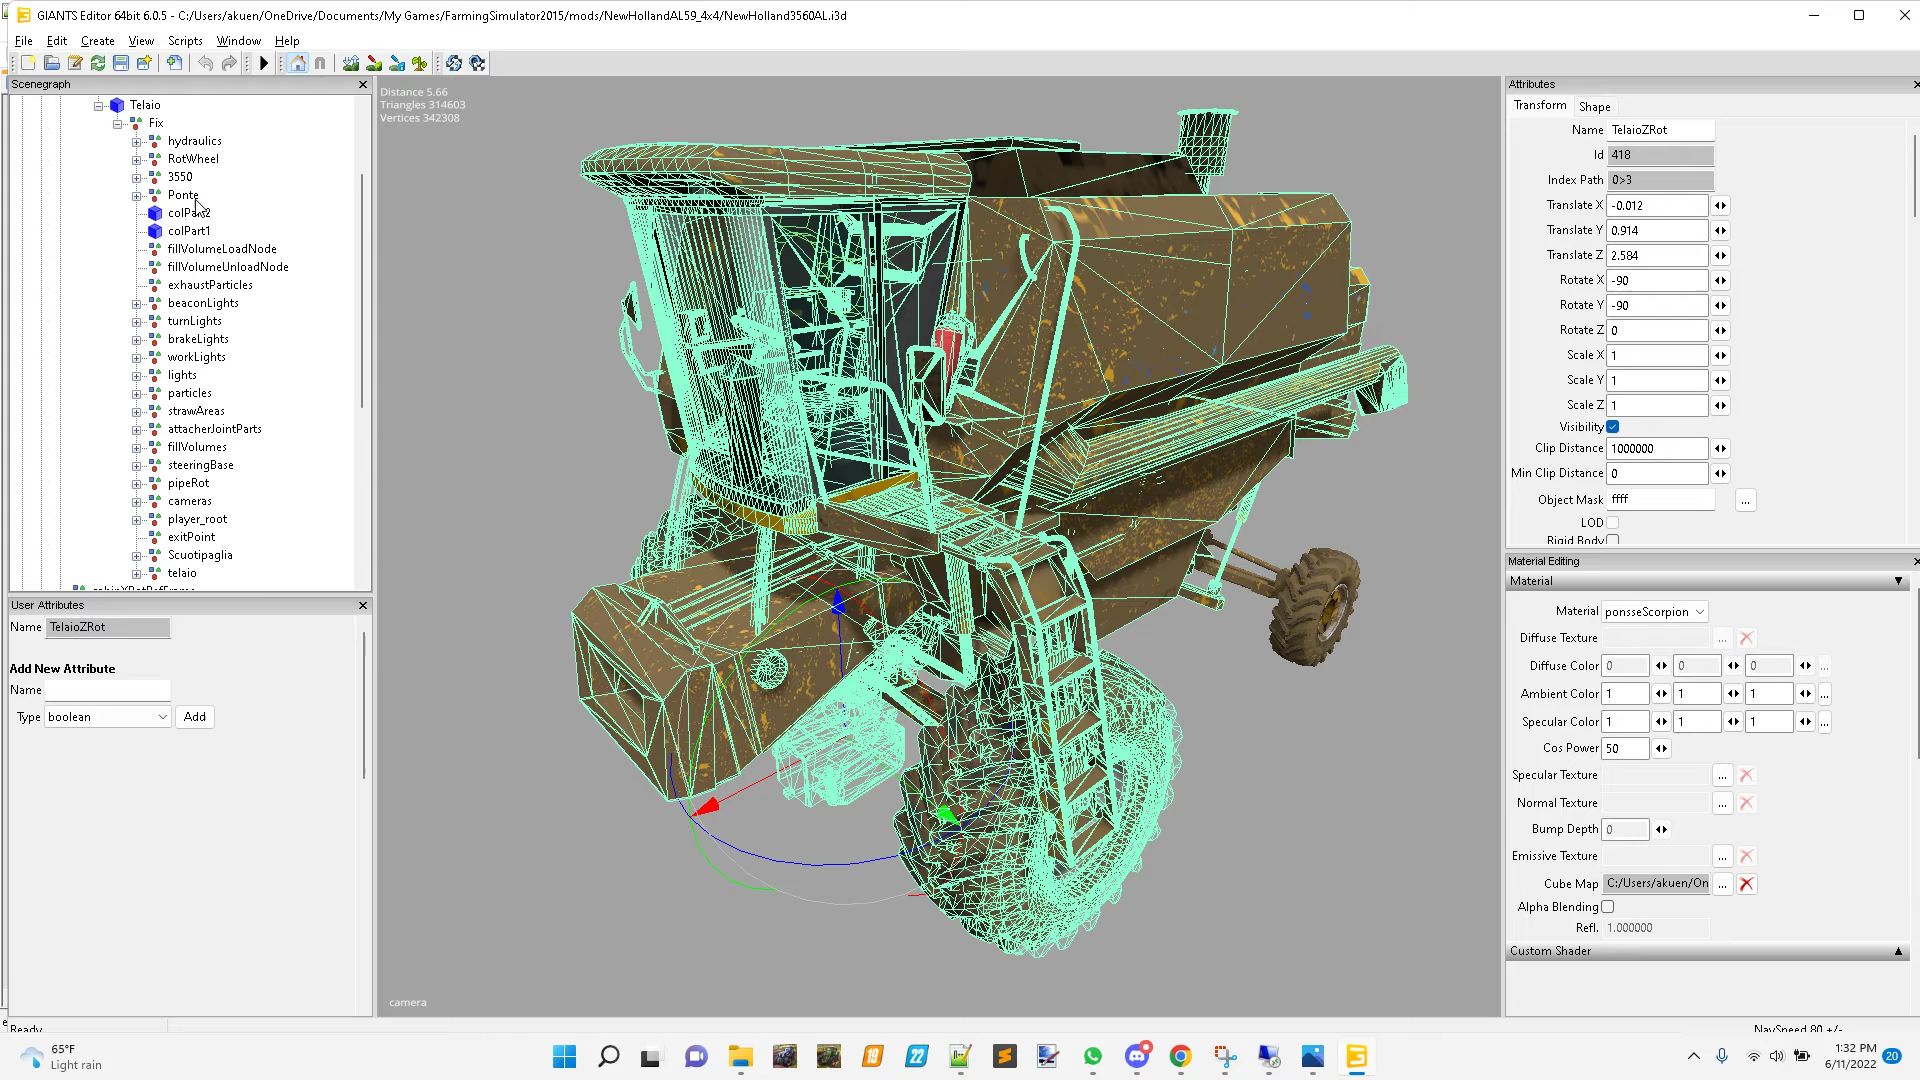 GIANTS Editor 64bit 6.0.5 - C:/Users/akuen/OneDrive/Documents/My Games/FarmingSimulator2015/mods/NewHollandAL59_4x4/NewHolland3560AL.i3d
File Edit Create View Scripts Window Help
Scenegraph
Telaio
Fix
hydraulics
RotWheel
3550
Ponte
colPart2
colPart1
fillVolumeLoadNode
fillVolumeUnloadNode
exhaustParticles
beaconLights
turnLights
brakeLights
workLights
lights
particles
strawAreas
attacherJointParts
fillVolumes
steeringBase
pipeRot
cameras
player_root
exitPoint
Scuotipaglia
telaio
User Attributes
Name TelaioZRot
Add New Attribute
Name
Type boolean Add
Ready
Distance 5.66
Triangles 314603
Vertices 342308
camera
Attributes
Transform Shape
Name TelaioZRot
Id 418
Index Path 0>3
Translate X -0.012
Translate Y 0.914
Translate Z 2.584
Rotate X -90
Rotate Y -90
Rotate Z 0
Scale X 1
Scale Y 1
Scale Z 1
Visibility
Clip Distance 1000000
Min Clip Distance 0
Object Mask ffff ...
LOD
Rigid Body
Material Editing
Material
Material ponsseScorpion
Diffuse Texture ...
Diffuse Color 0 0 0 ...
Ambient Color 1 1 1 ...
Specular Color 1 1 1 ...
Cos Power 50
Specular Texture ...
Normal Texture ...
Bump Depth 0
Emissive Texture ...
Cube Map C:/Users/akuen/On ...
Alpha Blending
Refl. 1.000000
Custom Shader
NavSpeed 80 +/-
65°F
Light rain
19
22
1:32 PM
6/11/2022
20